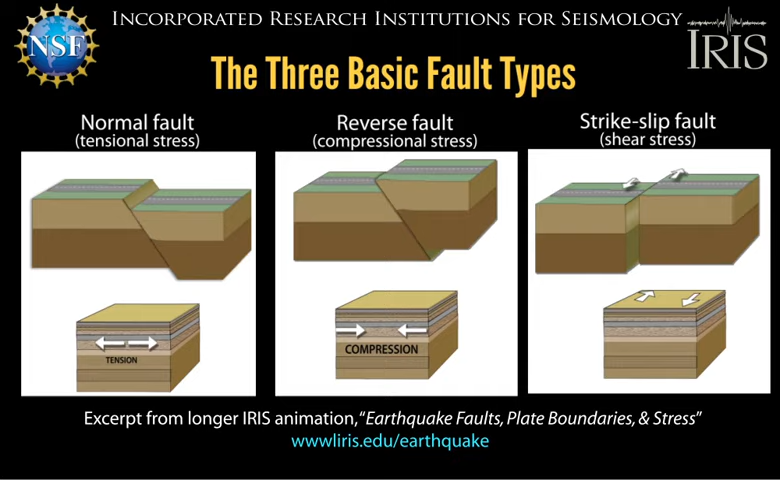 INCORPORATED RESEARCH INSTITUTIONS FOR SEISMOLOGY
NSF
IRIS
The Three Basic Fault Types
Normal fault
(tensional stress)
Reverse fault
(compressional stress)
Strike-slip fault
(shear stress)
TENSION
COMPRESSION
Excerpt from longer IRIS animation, “Earthquake Faults, Plate Boundaries, & Stress”
wwwliris.edu/earthquake